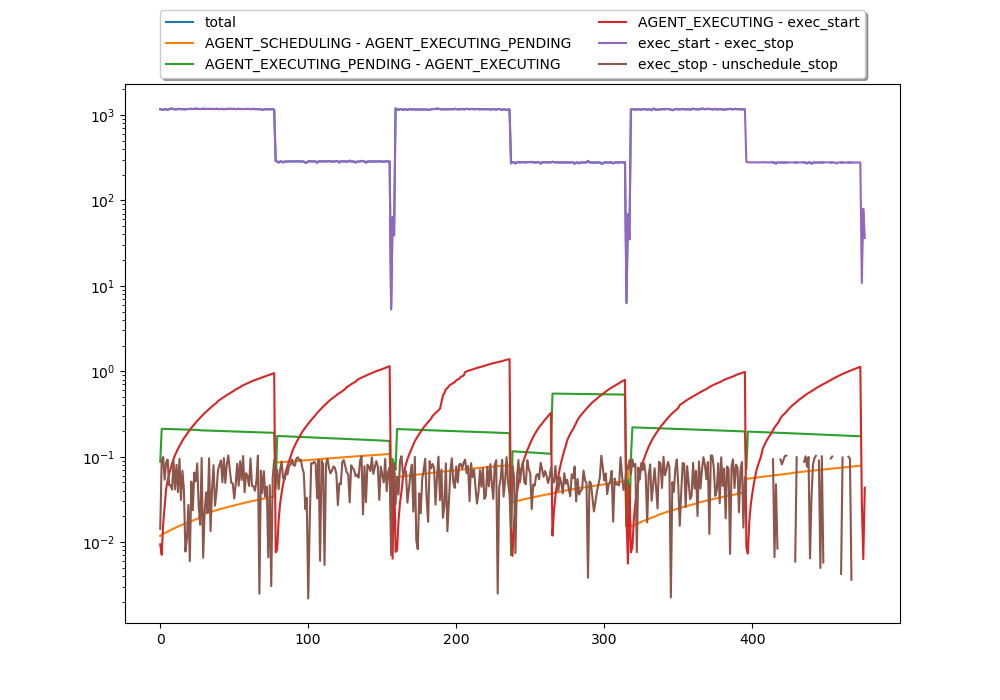 total
AGENT_SCHEDULING - AGENT_EXECUTING_PENDING
AGENT_EXECUTING_PENDING - AGENT_EXECUTING
AGENT_EXECUTING - exec_start
exec_start - exec_stop
exec_stop - unschedule_stop
10³
10²
10¹
10⁰
10⁻¹
10⁻²
0 100 200 300 400